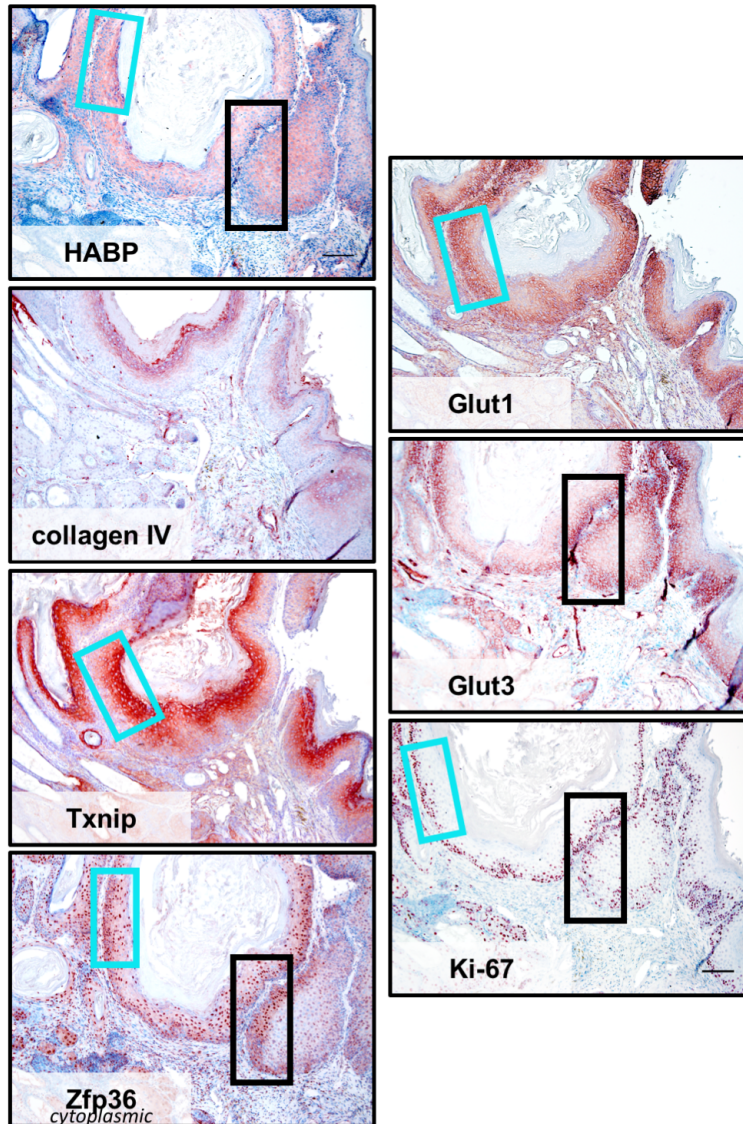 HABP
collagen IV
Txnip
Zfp36
cytoplasmic
Glut1
Glut3
Ki-67